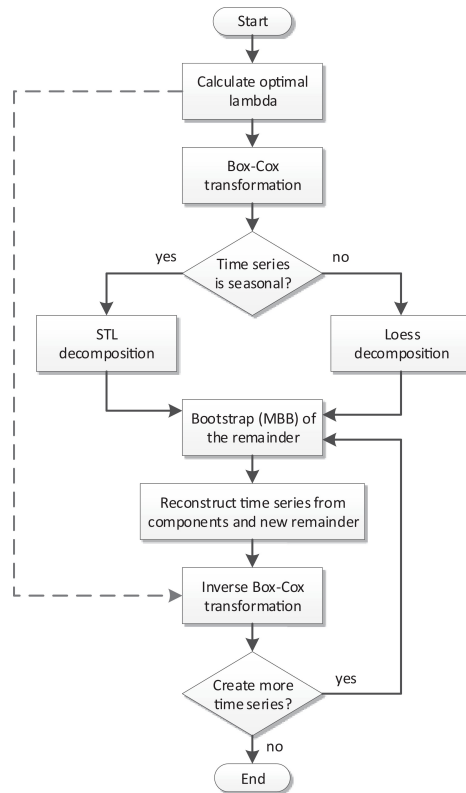 Start
Calculate optimal
lambda
Box-Cox
transformation
yes
Time series
is seasonal?
no
STL
decomposition
Loess
decomposition
Bootstrap (MBB) of
the remainder
Reconstruct time series from
components and new remainder
Inverse Box-Cox
transformation
Create more
time series?
yes
no
End